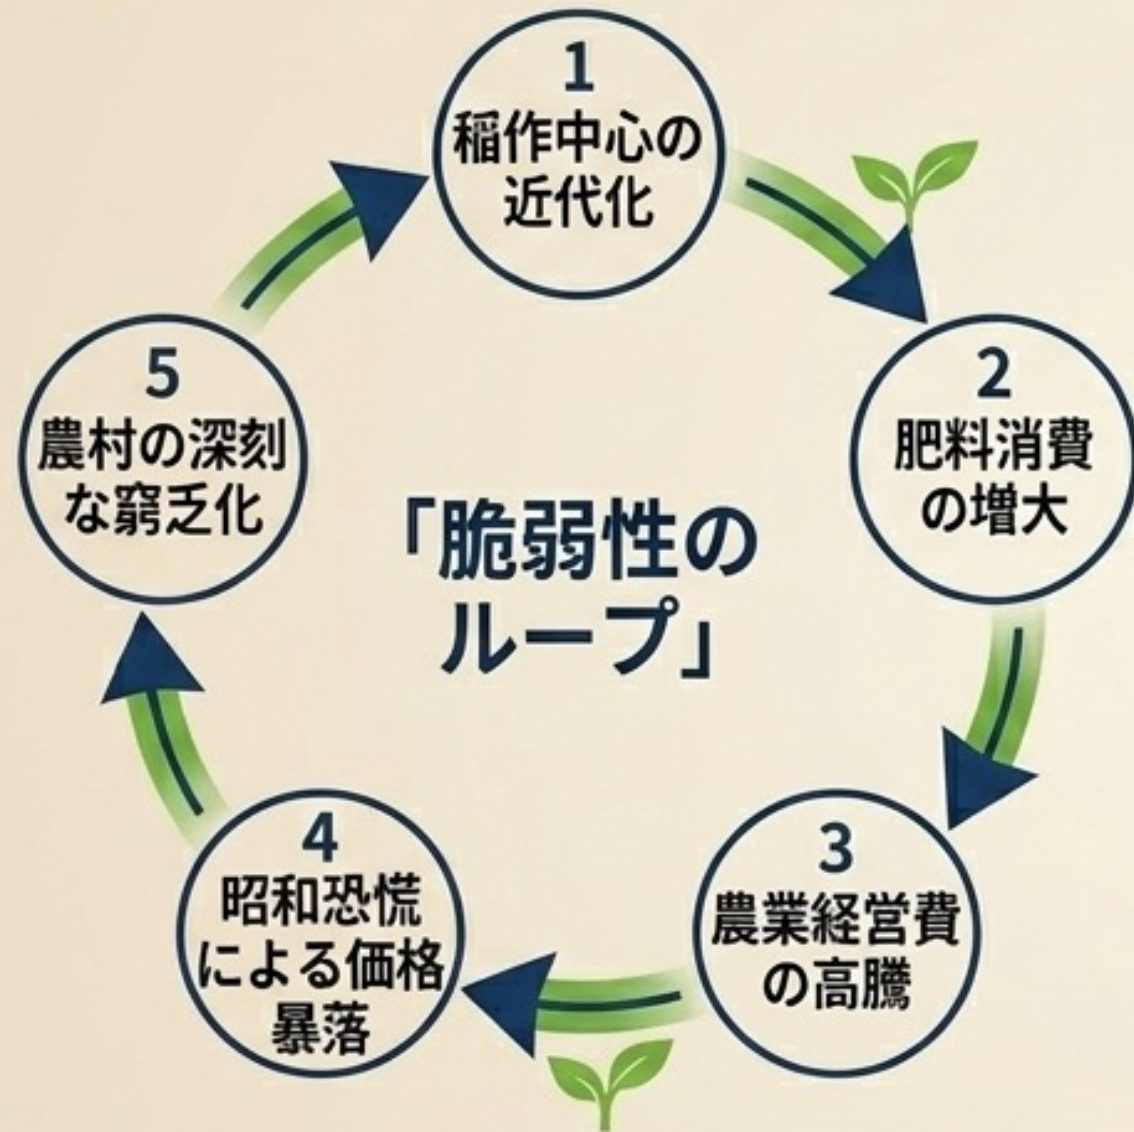 1
稲作中心の
近代化
2
肥料消費
の増大
3
農業経営費
の高騰
4
昭和恐慌
による価格
暴落
5
農村の深刻
な窮乏化
「脆弱性の
ループ」